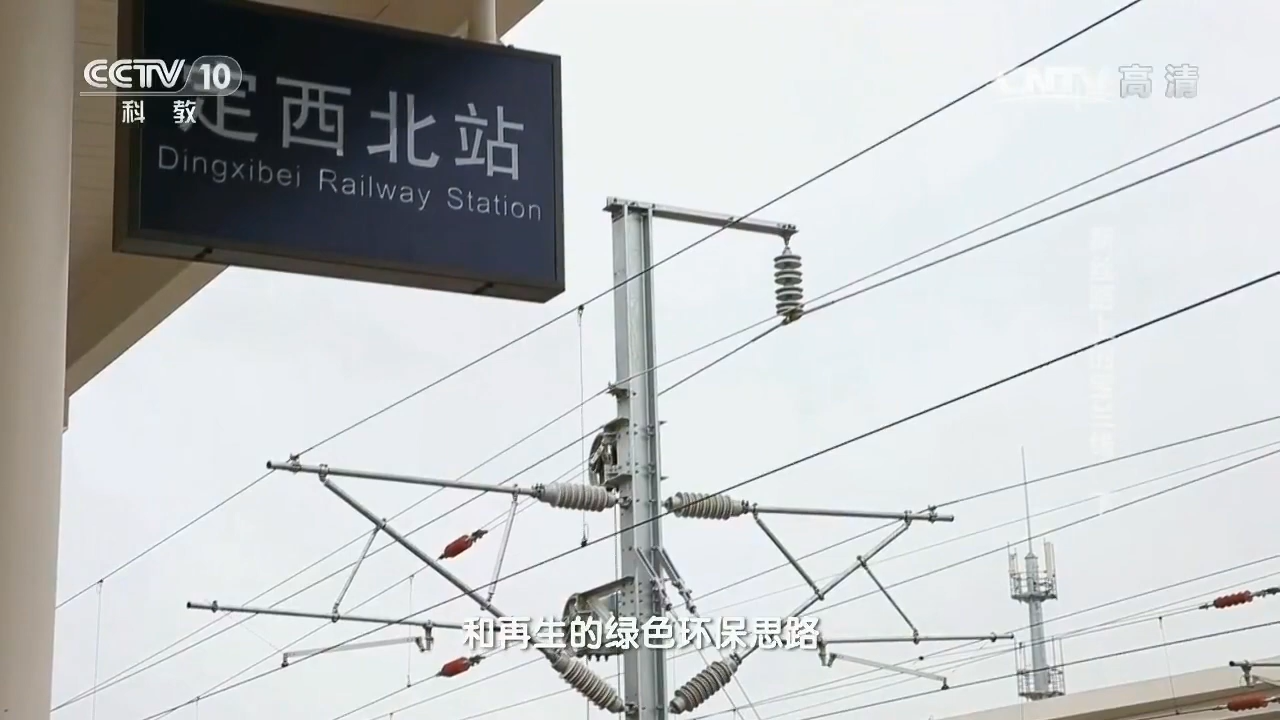 CCTV 10
科教
定西北站
Dingxibei Railway Station
CNTV 高清
和再生的绿色环保思路